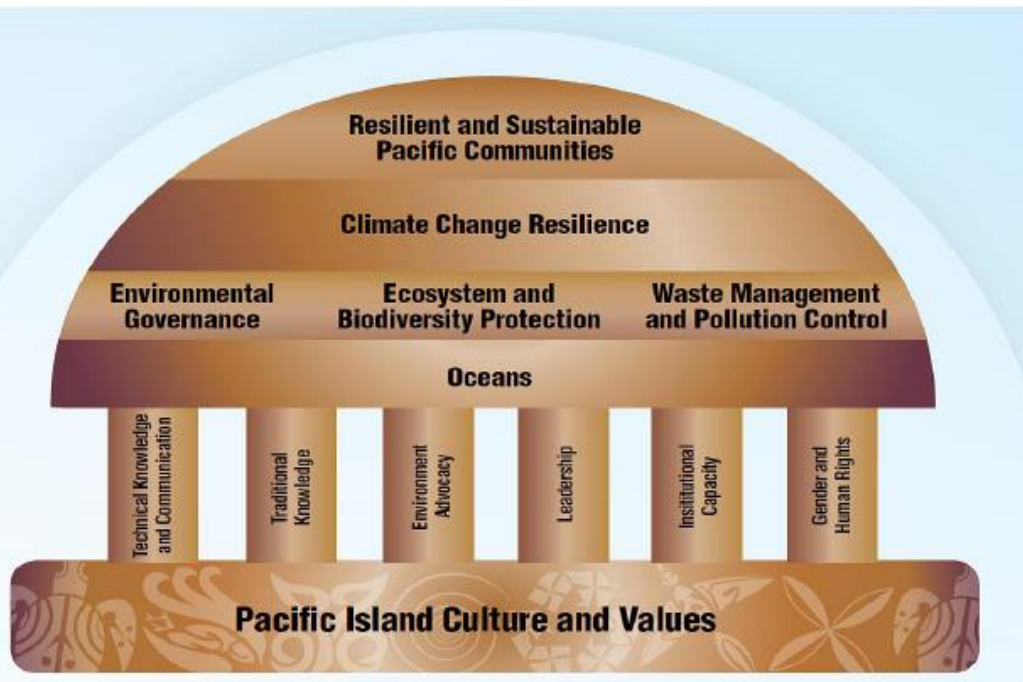 Resilient and Sustainable
Pacific Communities
Climate Change Resilience
Environmental
Governance
Ecosystem and
Biodiversity Protection
Waste Management
and Pollution Control
Oceans
Technical Knowledge
and Communication
Traditional
Knowledge
Environment
Advocacy
Leadership
Insititutional
Capacity
Gender and
Human Rights
Pacific Island Culture and Values